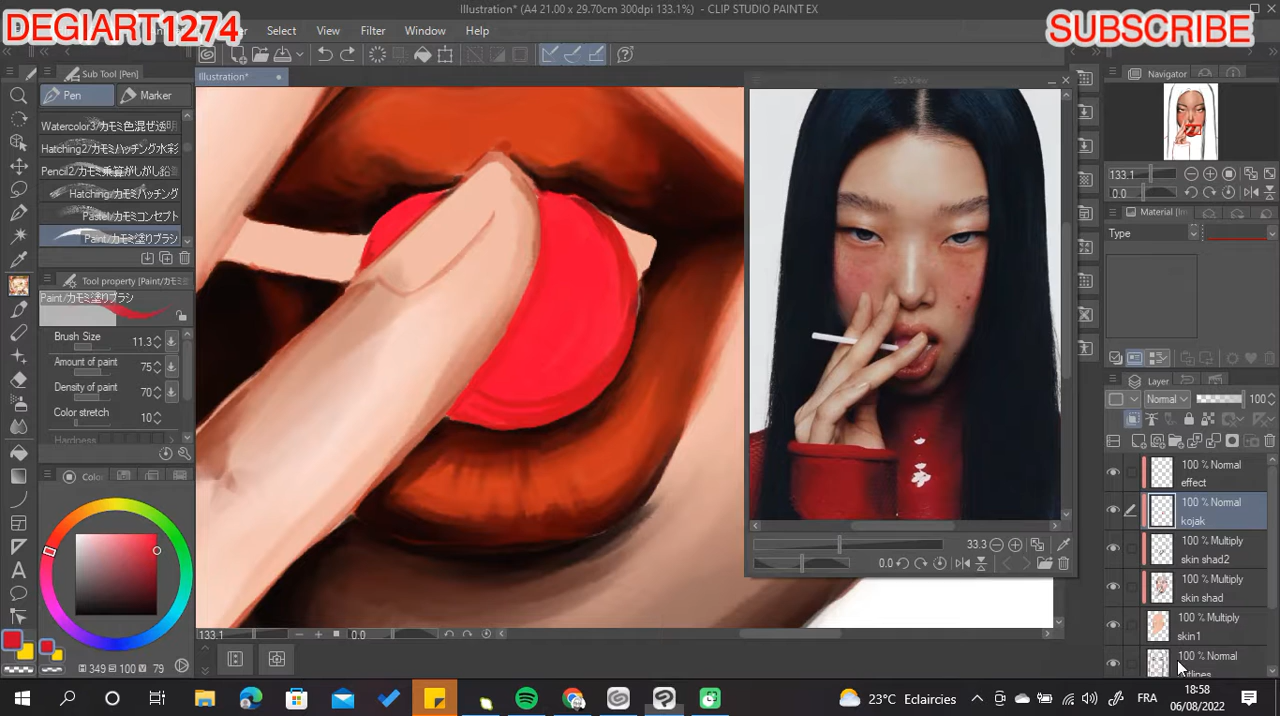 Illustration* (A4 21.00 x 29.70cm 300dpi 133.1%) - CLIP STUDIO PAINT EX
DEGIART1274
SUBSCRIBE
Select View Filter Window Help
Sub Tool [Pen]
Illustration*
Sub View
Navigator
Pen
Marker
Watercolor3/カモミ色混ぜ透明
Hatching2/カモミハッチング水彩
Pencil2/カモミ乗算がしがし鉛筆
Hatching/カモミハッチング
Pastel/カモミコンセプト
Paint/カモミ塗りブラシ
133.1
0.0
Material [Im
Type
Tool property [Paint/カモミ
Paint/カモミ塗りブラシ
Brush Size 11.3
Amount of paint 75
Density of paint 70
Color stretch 10
Hardness
Layer
Normal 100
100 % Normal
effect
100 % Normal
kojak
100 % Multiply
skin shad2
100 % Multiply
skin shad
100 % Multiply
skin1
100 % Normal
Color
33.3
0.0
133.1 0.0
349 100 79
23°C Eclaircies
FRA
18:58
06/08/2022